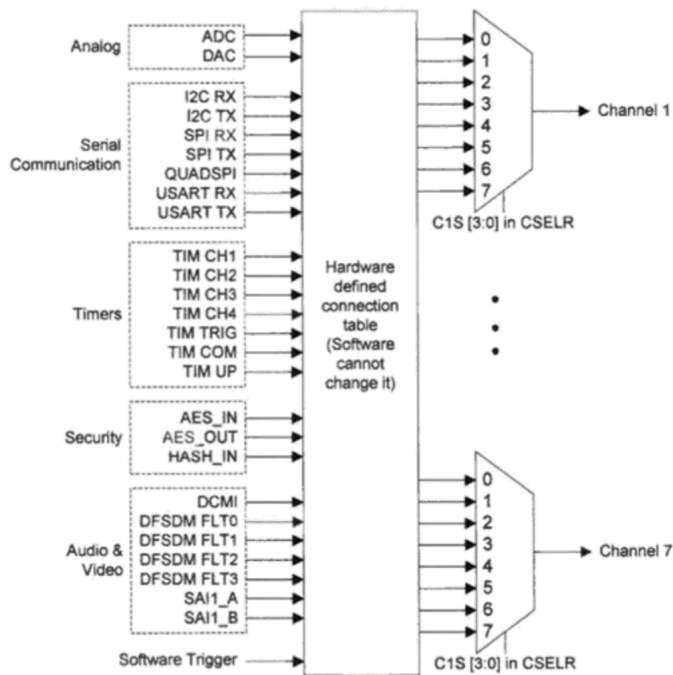 Analog
ADC
DAC
Serial
Communication
I2C RX
I2C TX
SPI RX
SPI TX
QUADSPI
USART RX
USART TX
Timers
TIM CH1
TIM CH2
TIM CH3
TIM CH4
TIM TRIG
TIM COM
TIM UP
Security
AES_IN
AES_OUT
HASH_IN
Audio &
Video
DCMI
DFSDM FLT0
DFSDM FLT1
DFSDM FLT2
DFSDM FLT3
SAI1_A
SAI1_B
Software Trigger
Hardware
defined
connection
table
(Software
cannot
change it)
0
1
2
3
4
5
6
7
Channel 1
C1S [3:0] in CSELR
0
1
2
3
4
5
6
7
Channel 7
C1S [3:0] in CSELR